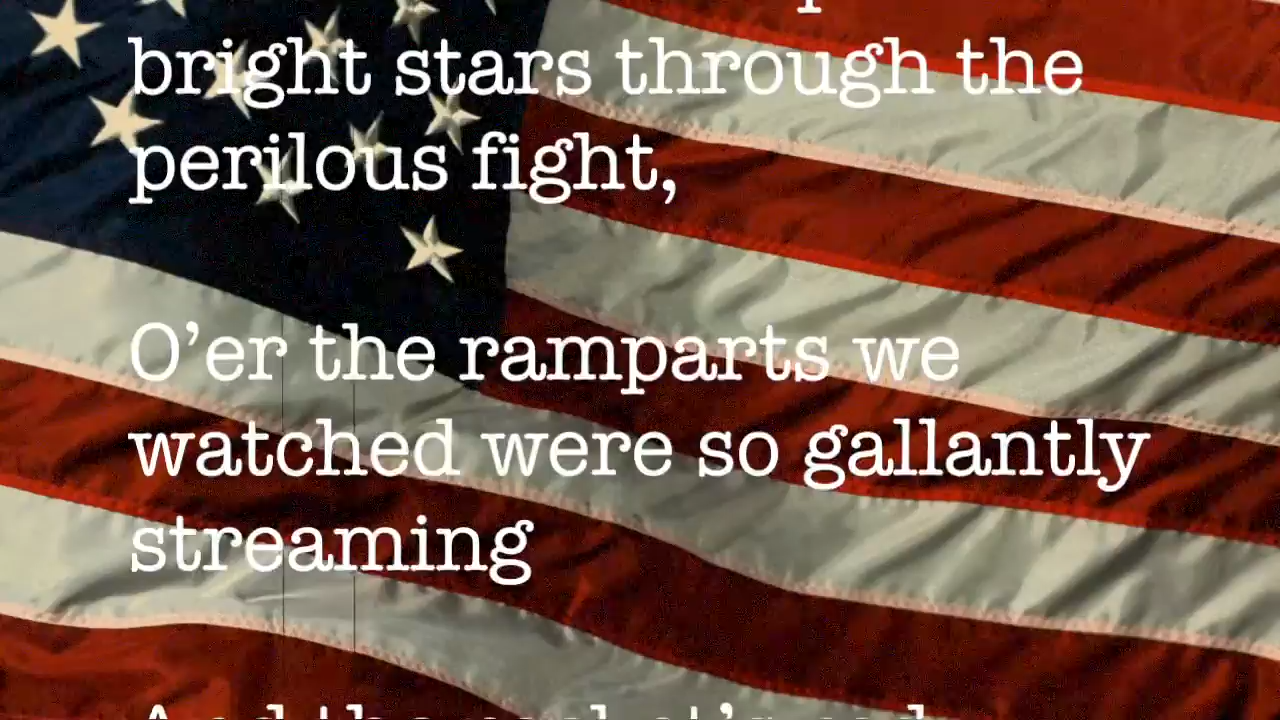 bright stars through the
perilous fight,
O’er the ramparts we
watched were so gallantly
streaming